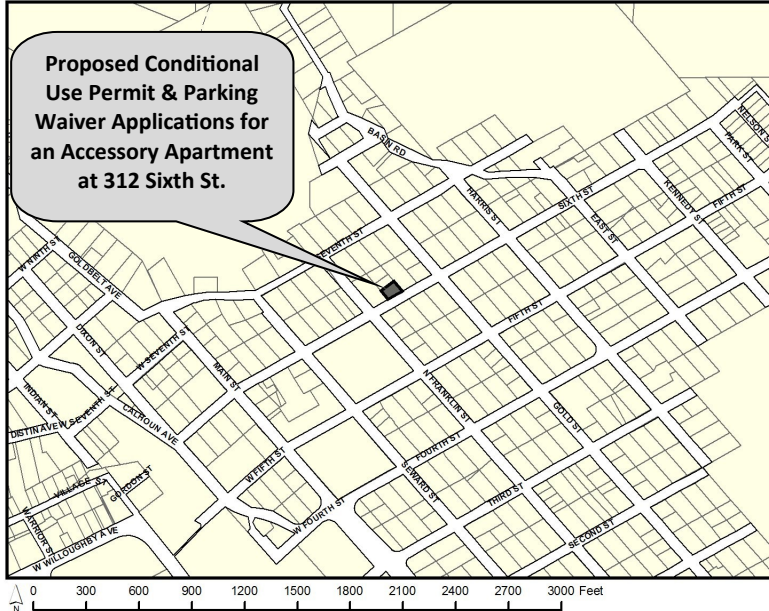 Proposed Conditional
Use Permit & Parking
Waiver Applications for
an Accessory Apartment
at 312 Sixth St.
BASIN RD
NELSON ST
PARK ST
HARRIS ST
SIXTH ST
KENNEDY ST
FIFTH ST
EAST ST
EVENTH ST
W NINTH ST
GOLDBELT AVE
FIFTH ST
DIXON ST
W SEVENTH ST
MAIN ST
N FRANKLIN ST
GOLD ST
INDIAN ST
CALHOUN AVE
DISTIN AVE
W SEVENTH ST
FOURTH ST
W FIFTH ST
SEWARD ST
VILLAGE ST
GORDON ST
THIRD ST
W FOURTH ST
SECOND ST
WARRIOR ST
W WILLOUGHBY AVE
N
0 300 600 900 1200 1500 1800 2100 2400 2700 3000 Feet